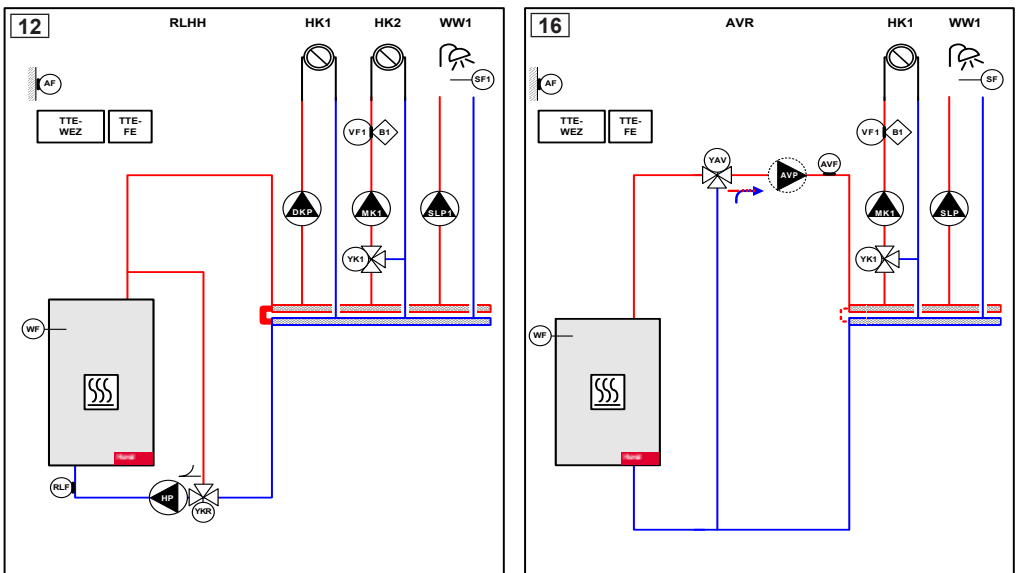 12 RLHH HK1 HK2 WW1
AF
SF1
TTE-
WEZ
TTE-
FE
VF1 B1
DKP MK1 SLP1
YK1
WF
RLF
HP
YKR
16 AVR HK1 WW1
AF
SF
TTE-
WEZ
TTE-
FE
VF1 B1
YAV
AVP
AVF
MK1 SLP
YK1
WF